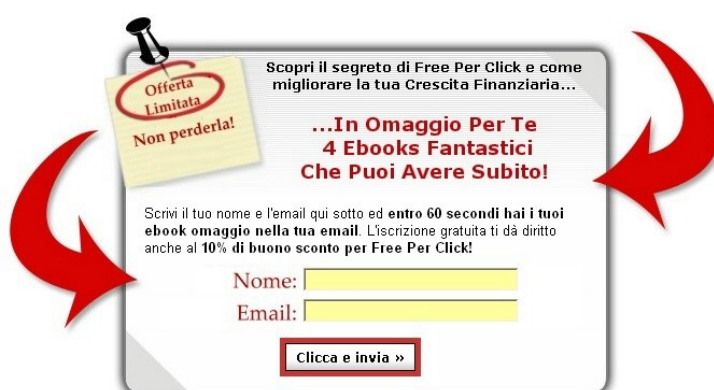 Offerta
Limitata
Non perderla!
Scopri il segreto di Free Per Click e come
migliorare la tua Crescita Finanziaria...
...In Omaggio Per Te
4 Ebooks Fantastici
Che Puoi Avere Subito!
Scrivi il tuo nome e l'email qui sotto ed entro 60 secondi hai i tuoi
ebook omaggio nella tua email. L'iscrizione gratuita ti dà diritto
anche al 10% di buono sconto per Free Per Click!
Nome:
Email:
Clicca e invia »